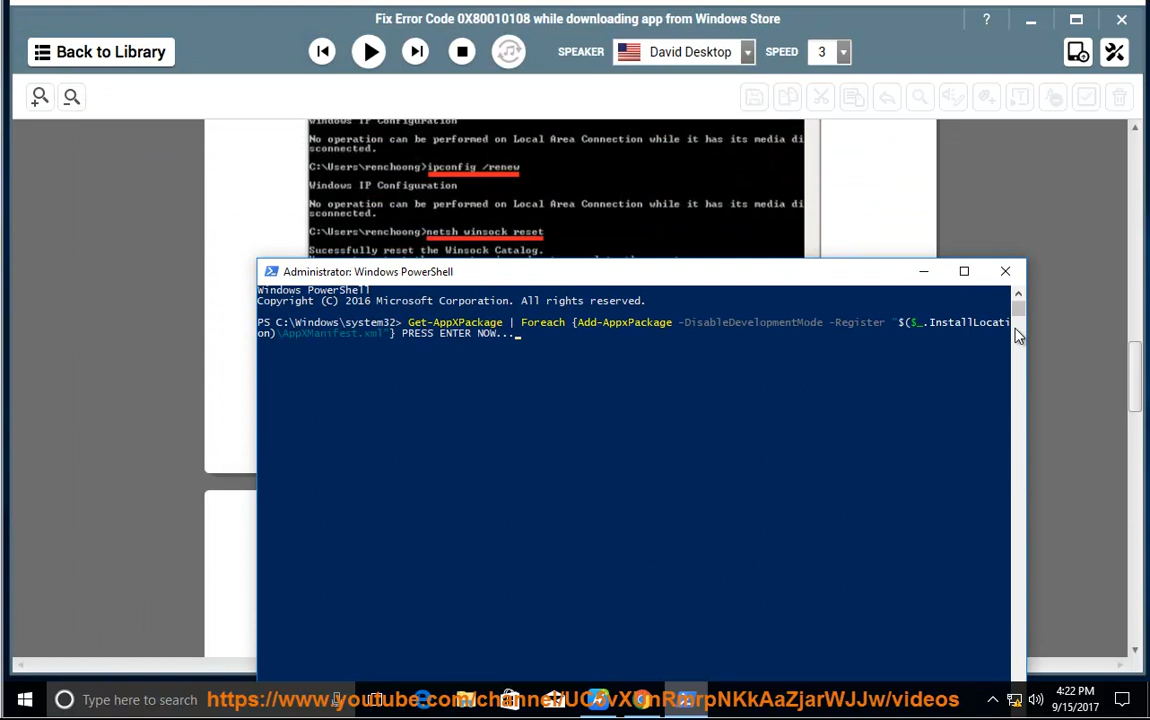 Fix Error Code 0X80010108 while downloading app from Windows Store
?
Back to Library
SPEAKER
David Desktop
SPEED
3
Windows IP Configuration
No operation can be performed on Local Area Connection while it has its media di
sconnected.
C:\Users\renchoong>ipconfig /renew
Windows IP Configuration
No operation can be performed on Local Area Connection while it has its media di
sconnected.
C:\Users\renchoong>netsh winsock reset
Sucessfully reset the Winsock Catalog.
Administrator: Windows PowerShell
Windows PowerShell
Copyright (C) 2016 Microsoft Corporation. All rights reserved.
PS C:\Windows\system32> Get-AppXPackage | Foreach {Add-AppxPackage -DisableDevelopmentMode -Register "$($_.InstallLocati
on)\AppXManifest.xml"} PRESS ENTER NOW..._
Type here to search
4:22 PM
9/15/2017